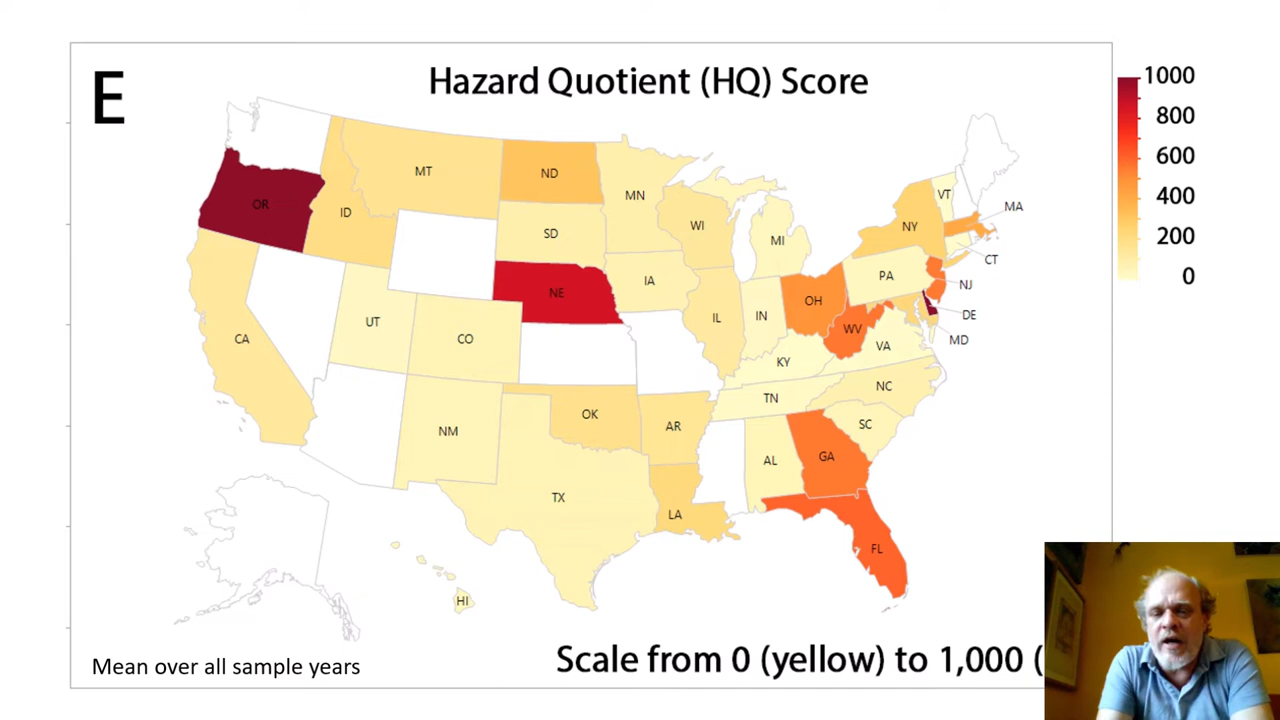 E
Hazard Quotient (HQ) Score
1000
800
600
400
200
0
MT
ND
MN
OR
ID
SD
WI
MI
NY
VT
MA
CT
NE
IA
PA
NJ
CA
UT
CO
IL
IN
OH
WV
DE
MD
VA
KY
NM
OK
AR
TN
NC
SC
TX
LA
AL
GA
FL
HI
Mean over all sample years
Scale from 0 (yellow) to 1,000 (